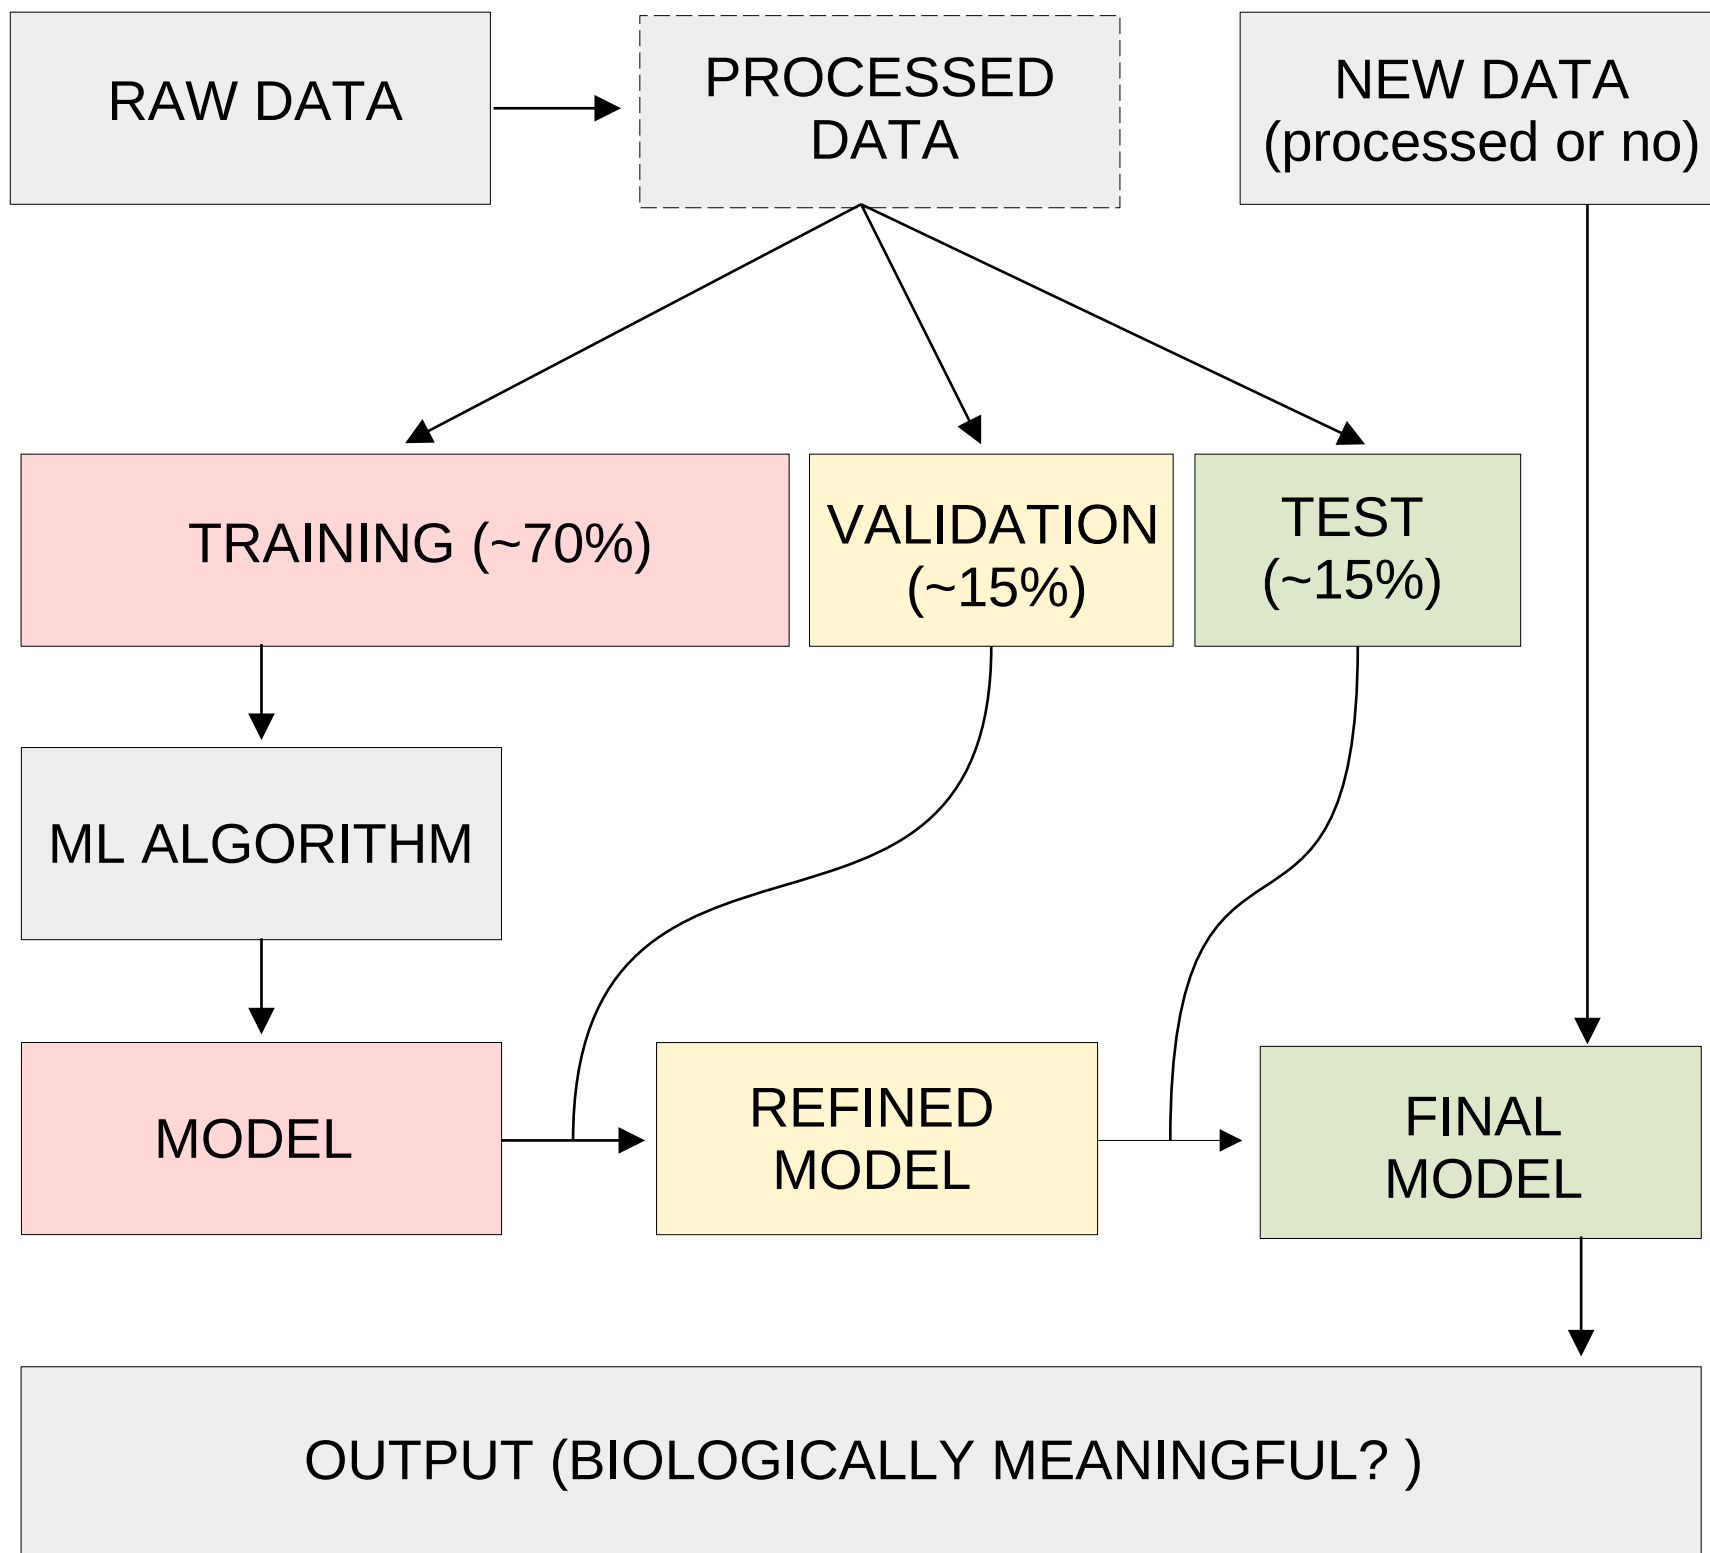 RAW DATA
PROCESSED
DATA
NEW DATA
(processed or no)
TRAINING (~70%)
VALIDATION
(~15%)
TEST
(~15%)
ML ALGORITHM
MODEL
REFINED
MODEL
FINAL
MODEL
OUTPUT (BIOLOGICALLY MEANINGFUL? )